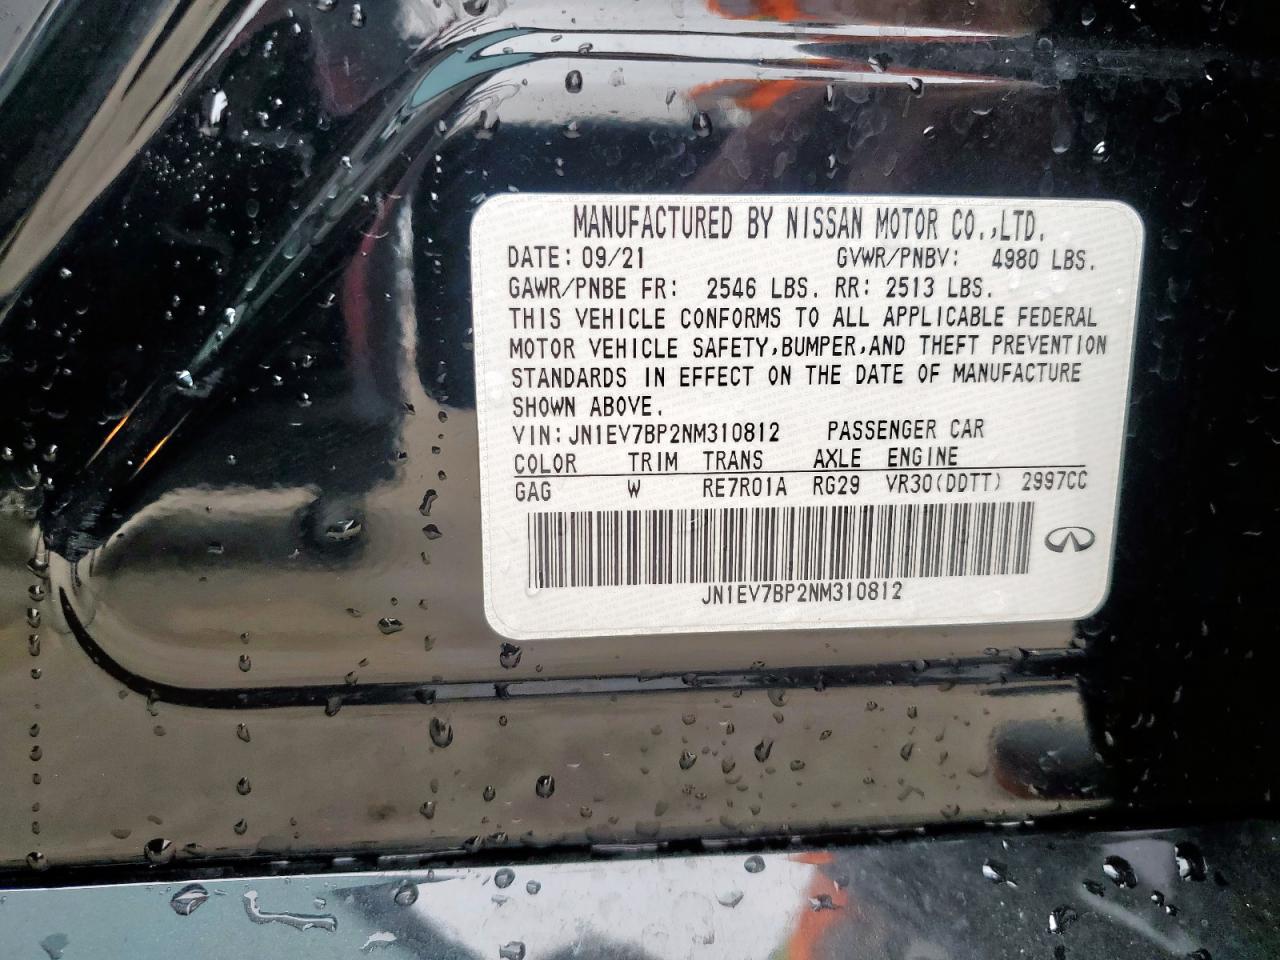 MANUFACTURED BY NISSAN MOTOR CO.,LTD.
DATE: 09/21 GVWR/PNBV: 4980 LBS.
GAWR/PNBE FR: 2546 LBS. RR: 2513 LBS.
THIS VEHICLE CONFORMS TO ALL APPLICABLE FEDERAL
MOTOR VEHICLE SAFETY,BUMPER,AND THEFT PREVENTION
STANDARDS IN EFFECT ON THE DATE OF MANUFACTURE
SHOWN ABOVE.
VIN: JN1EV7BP2NM310812 PASSENGER CAR
COLOR TRIM TRANS AXLE ENGINE
GAG W RE7R01A RG29 VR30(DDTT) 2997CC
JN1EV7BP2NM310812